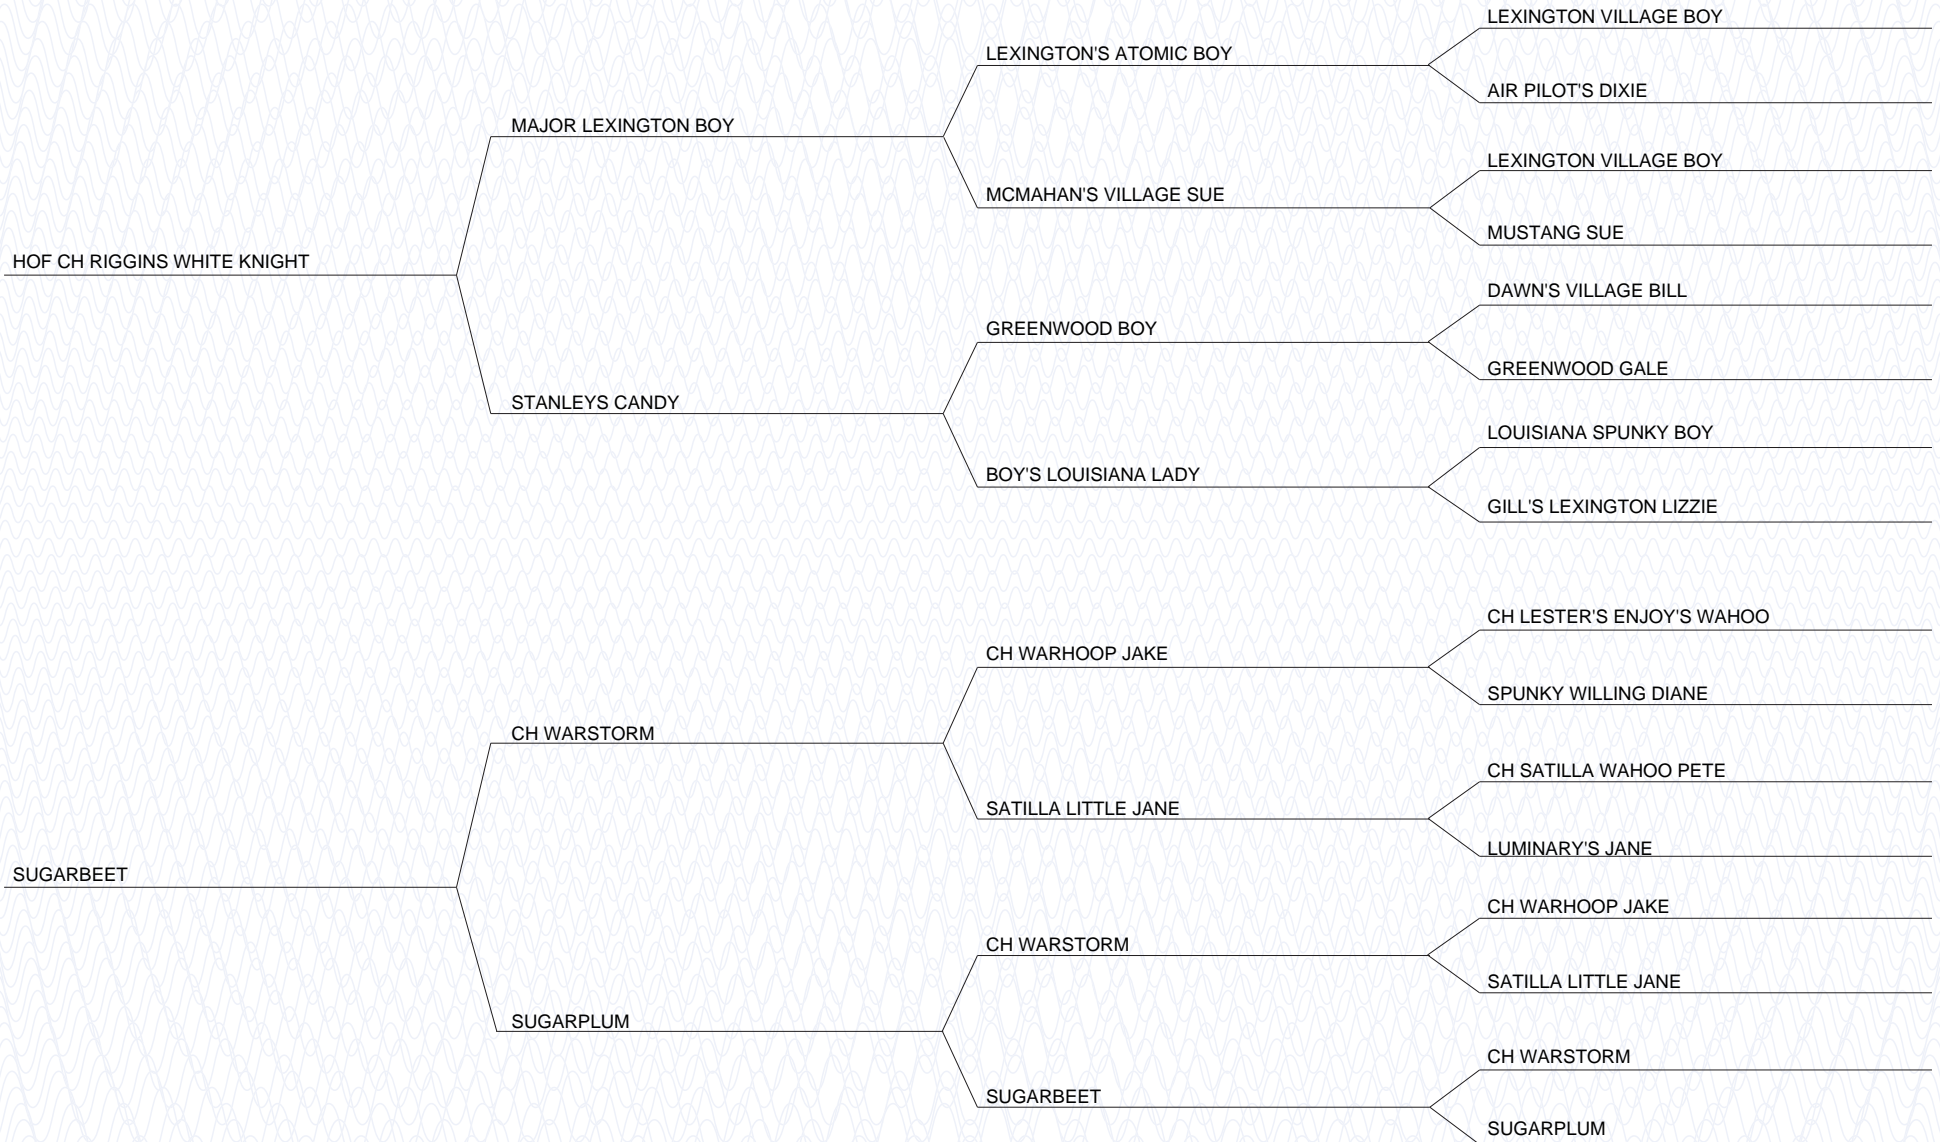 LEXINGTON VILLAGE BOY
LEXINGTON'S ATOMIC BOY
AIR PILOT'S DIXIE
MAJOR LEXINGTON BOY
LEXINGTON VILLAGE BOY
MCMAHAN'S VILLAGE SUE
MUSTANG SUE
HOF CH RIGGINS WHITE KNIGHT
DAWN'S VILLAGE BILL
GREENWOOD BOY
GREENWOOD GALE
STANLEYS CANDY
LOUISIANA SPUNKY BOY
BOY'S LOUISIANA LADY
GILL'S LEXINGTON LIZZIE
CH LESTER'S ENJOY'S WAHOO
CH WARHOOP JAKE
SPUNKY WILLING DIANE
CH WARSTORM
CH SATILLA WAHOO PETE
SATILLA LITTLE JANE
LUMINARY'S JANE
SUGARBEET
CH WARHOOP JAKE
CH WARSTORM
SATILLA LITTLE JANE
SUGARPLUM
CH WARSTORM
SUGARBEET
SUGARPLUM